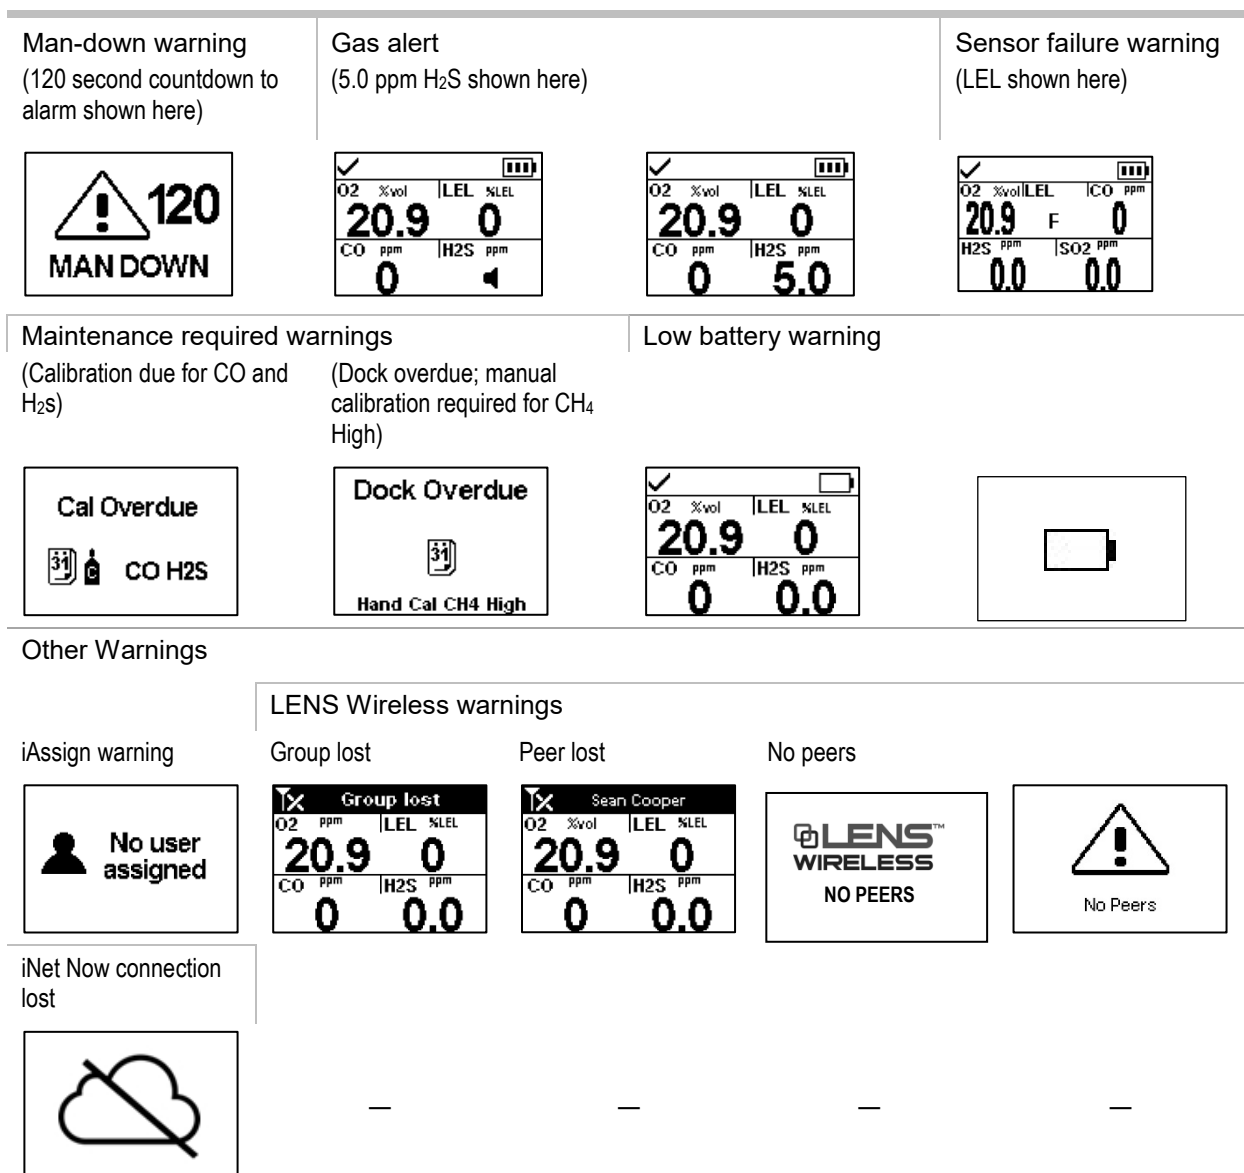 Man-down warning
(120 second countdown to
alarm shown here)
Gas alert
(5.0 ppm H₂S shown here)
Sensor failure warning
(LEL shown here)
120
MAN DOWN
O2 %vol LEL %LEL
20.9 0
CO ppm H2S ppm
0
O2 %vol LEL %LEL
20.9 0
CO ppm H2S ppm
0 5.0
O2 %vol LEL CO ppm
20.9 F 0
H2S ppm SO2 ppm
0.0 0.0
Maintenance required warnings
(Calibration due for CO and
H₂s)
(Dock overdue; manual
calibration required for CH₄
High)
Low battery warning
Cal Overdue
31 C CO H2S
Dock Overdue
31
Hand Cal CH4 High
O2 %vol LEL %LEL
20.9 0
CO ppm H2S ppm
0 0.0
Other Warnings
LENS Wireless warnings
iAssign warning
Group lost
Peer lost
No peers
No user
assigned
Group lost
O2 ppm LEL %LEL
20.9 0
CO ppm H2S ppm
0 0.0
Sean Cooper
O2 %vol LEL %LEL
20.9 0
CO ppm H2S ppm
0 0.0
LENS™
WIRELESS
NO PEERS
No Peers
iNet Now connection
lost
— — — —